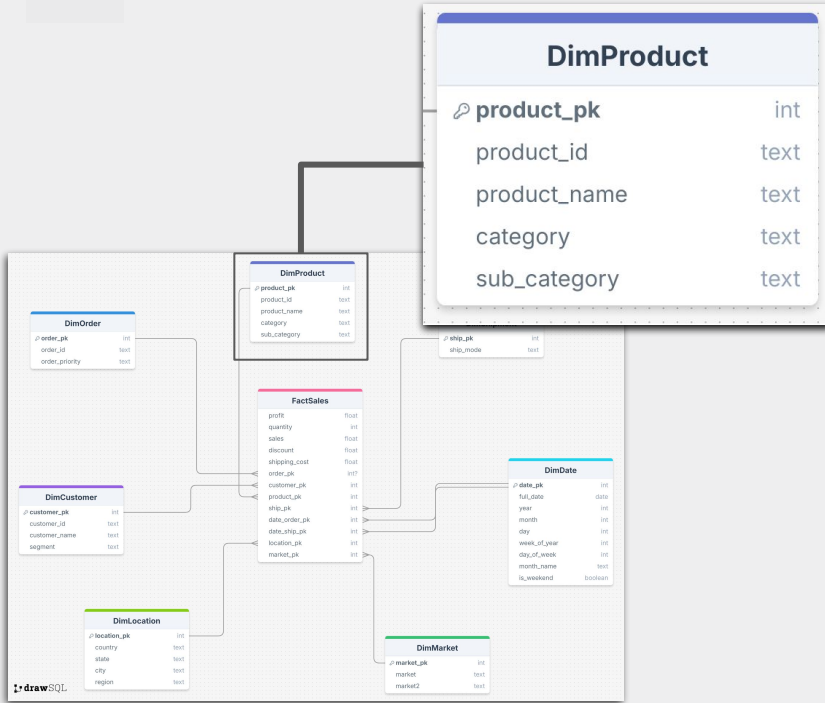 DimProduct
product_pk int
product_id text
product_name text
category text
sub_category text
DimProduct
product_pk int
product_id text
product_name text
category text
sub_category text
DimOrder
order_pk int
order_id text
order_priority text
ship_pk int
ship_mode text
FactSales
profit float
quantity int
sales float
discount float
shipping_cost float
order_pk int?
customer_pk int
product_pk int
ship_pk int
date_order_pk int
date_ship_pk int
location_pk int
market_pk int
DimCustomer
customer_pk int
customer_id text
customer_name text
segment text
DimDate
date_pk int
full_date date
year int
month int
day int
week_of_year int
day_of_week int
month_name text
is_weekend boolean
DimLocation
location_pk int
country text
state text
city text
region text
DimMarket
market_pk int
market text
market2 text
drawSQL